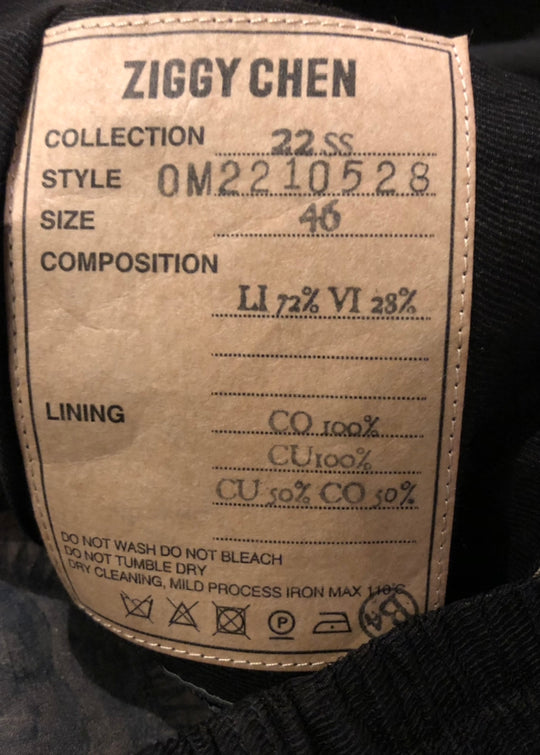 ZIGGY CHEN
COLLECTION 22 SS
STYLE 0M2210528
SIZE 46
COMPOSITION
LI 72% VI 28%
LINING CO 100%
CU100%
CU 50% CO 50%
DO NOT WASH DO NOT BLEACH
DO NOT TUMBLE DRY
DRY CLEANING, MILD PROCESS IRON MAX 110°C
P
B4